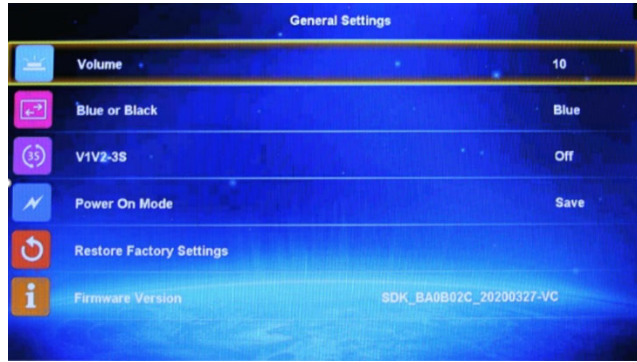 General Settings
Volume 10
Blue or Black Blue
35 V1V2-3S Off
Power On Mode Save
Restore Factory Settings
Firmware Version SDK_BA0B02C_20200327-VC